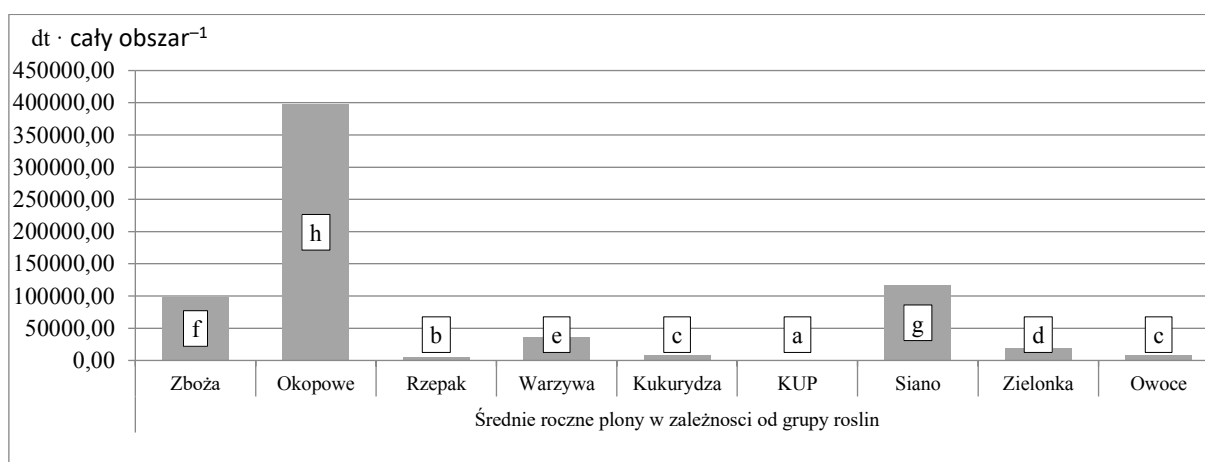 dt · cały obszar⁻¹
450000,00
400000,00
350000,00
300000,00
250000,00
200000,00
150000,00
100000,00
50000,00
0,00
f
h
b
e
c
a
g
d
c
Zboża Okopowe Rzepak Warzywa Kukurydza KUP Siano Zielonka Owoce
Średnie roczne plony w zależnosci od grupy roslin